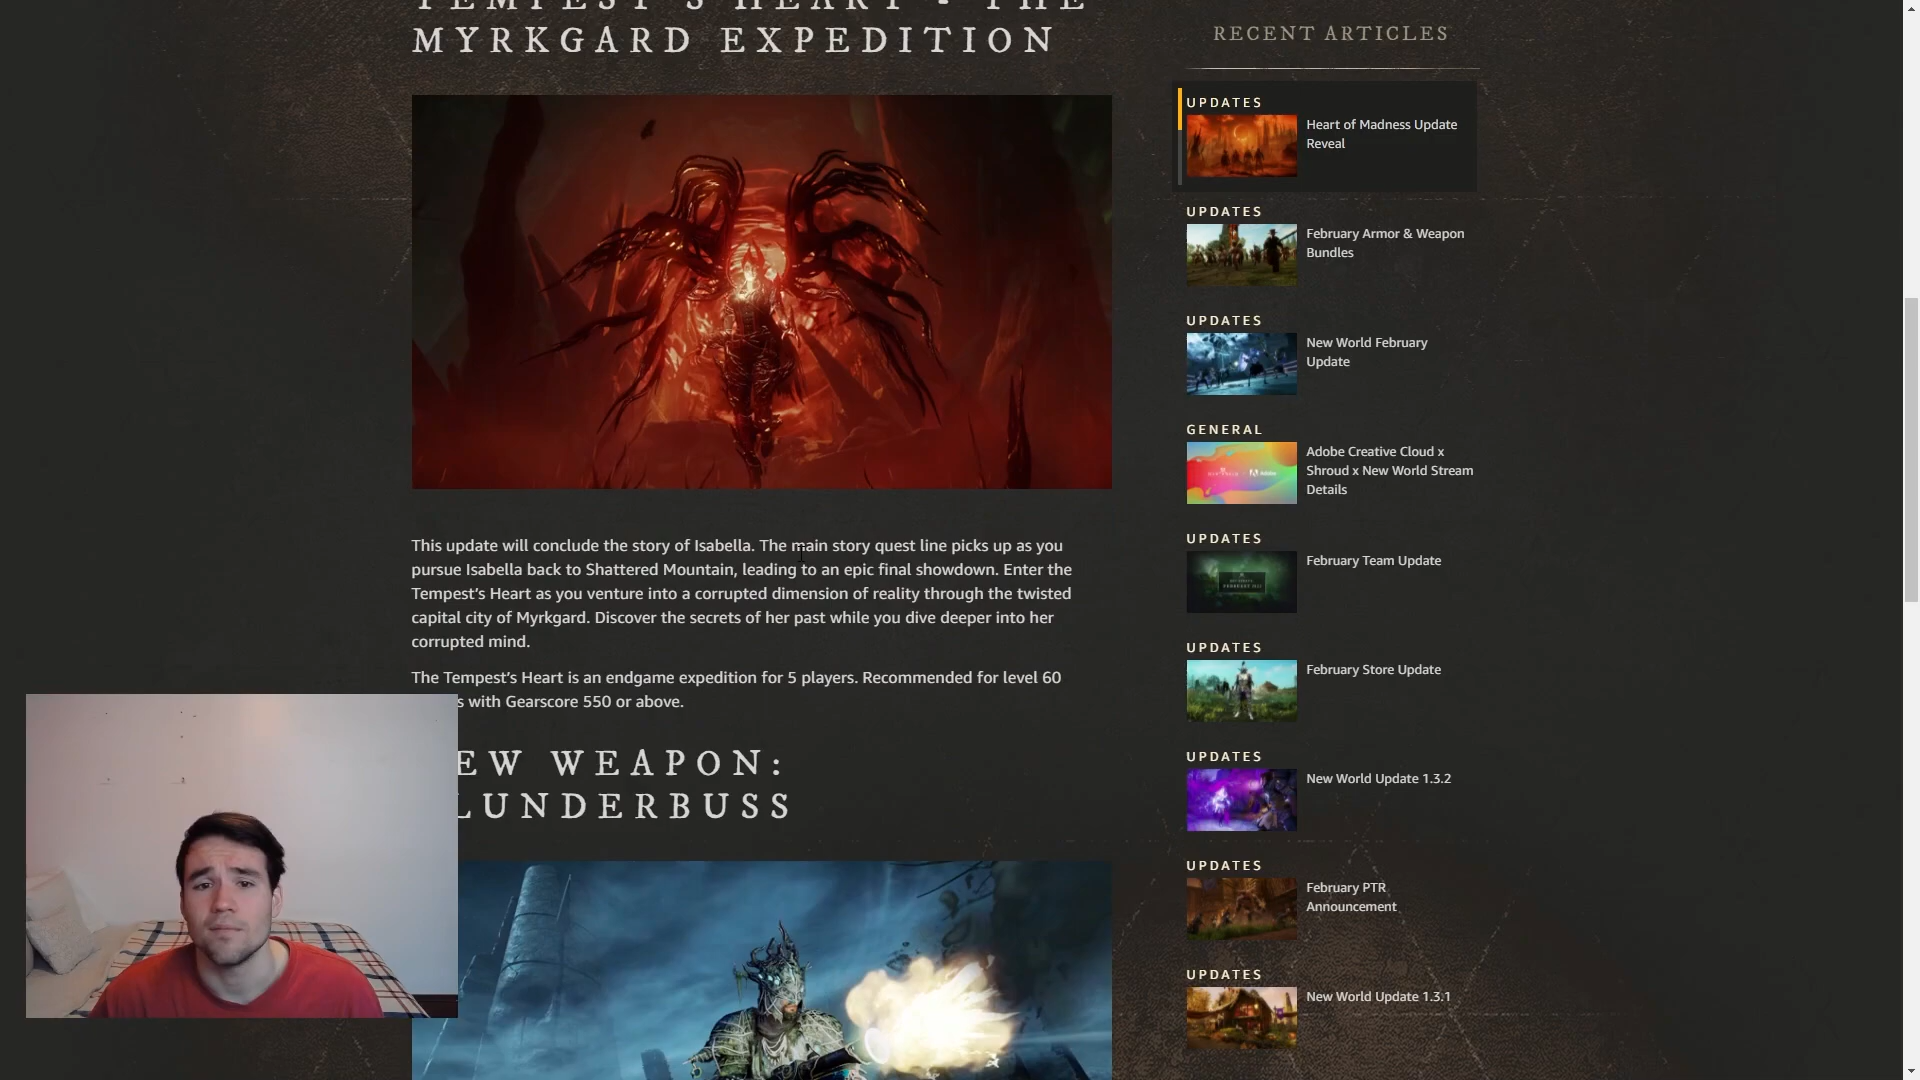 TEMPEST'S HEART - THE
MYRKGARD EXPEDITION
This update will conclude the story of Isabella. The main story quest line picks up as you
pursue Isabella back to Shattered Mountain, leading to an epic final showdown. Enter the
Tempest's Heart as you venture into a corrupted dimension of reality through the twisted
capital city of Myrkgard. Discover the secrets of her past while you dive deeper into her
corrupted mind.
The Tempest's Heart is an endgame expedition for 5 players. Recommended for level 60
with Gearscore 550 or above.
EW WEAPON:
LUNDERBUSS
RECENT ARTICLES
UPDATES
Heart of Madness Update
Reveal
UPDATES
February Armor & Weapon
Bundles
UPDATES
New World February
Update
GENERAL
Adobe Creative Cloud x
Shroud x New World Stream
Details
UPDATES
February Team Update
UPDATES
February Store Update
UPDATES
New World Update 1.3.2
UPDATES
February PTR
Announcement
UPDATES
New World Update 1.3.1